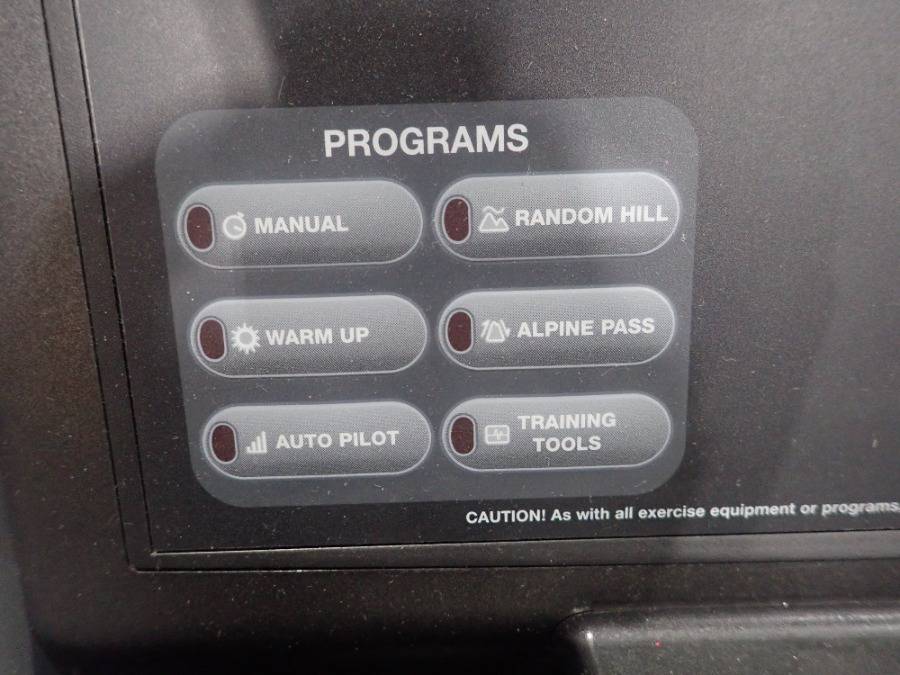 PROGRAMS
MANUAL
RANDOM HILL
WARM UP
ALPINE PASS
AUTO PILOT
TRAINING
TOOLS
CAUTION! As with all exercise equipment or programs,